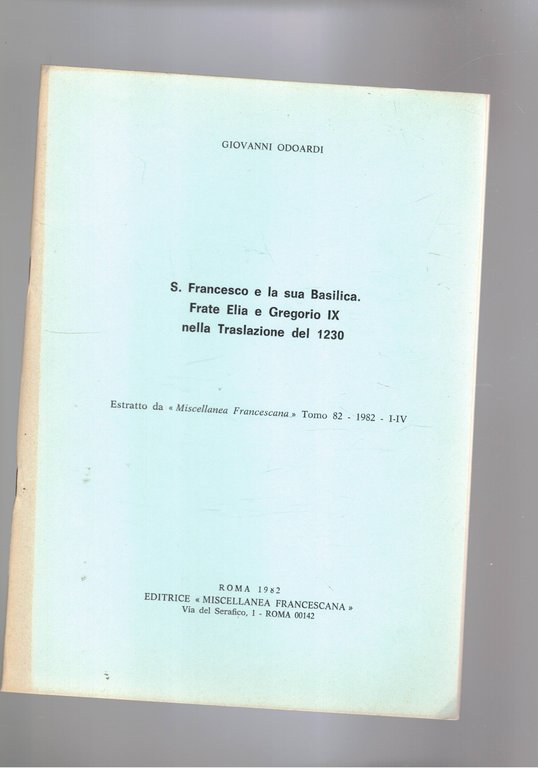 GIOVANNI ODOARDI
S. Francesco e la sua Basilica.
Frate Elia e Gregorio IX
nella Traslazione del 1230
Estratto da « Miscellanea Francescana » Tomo 82 - 1982 - I-IV
ROMA 1982
EDITRICE « MISCELLANEA FRANCESCANA »
Via del Serafico, 1 - ROMA 00142